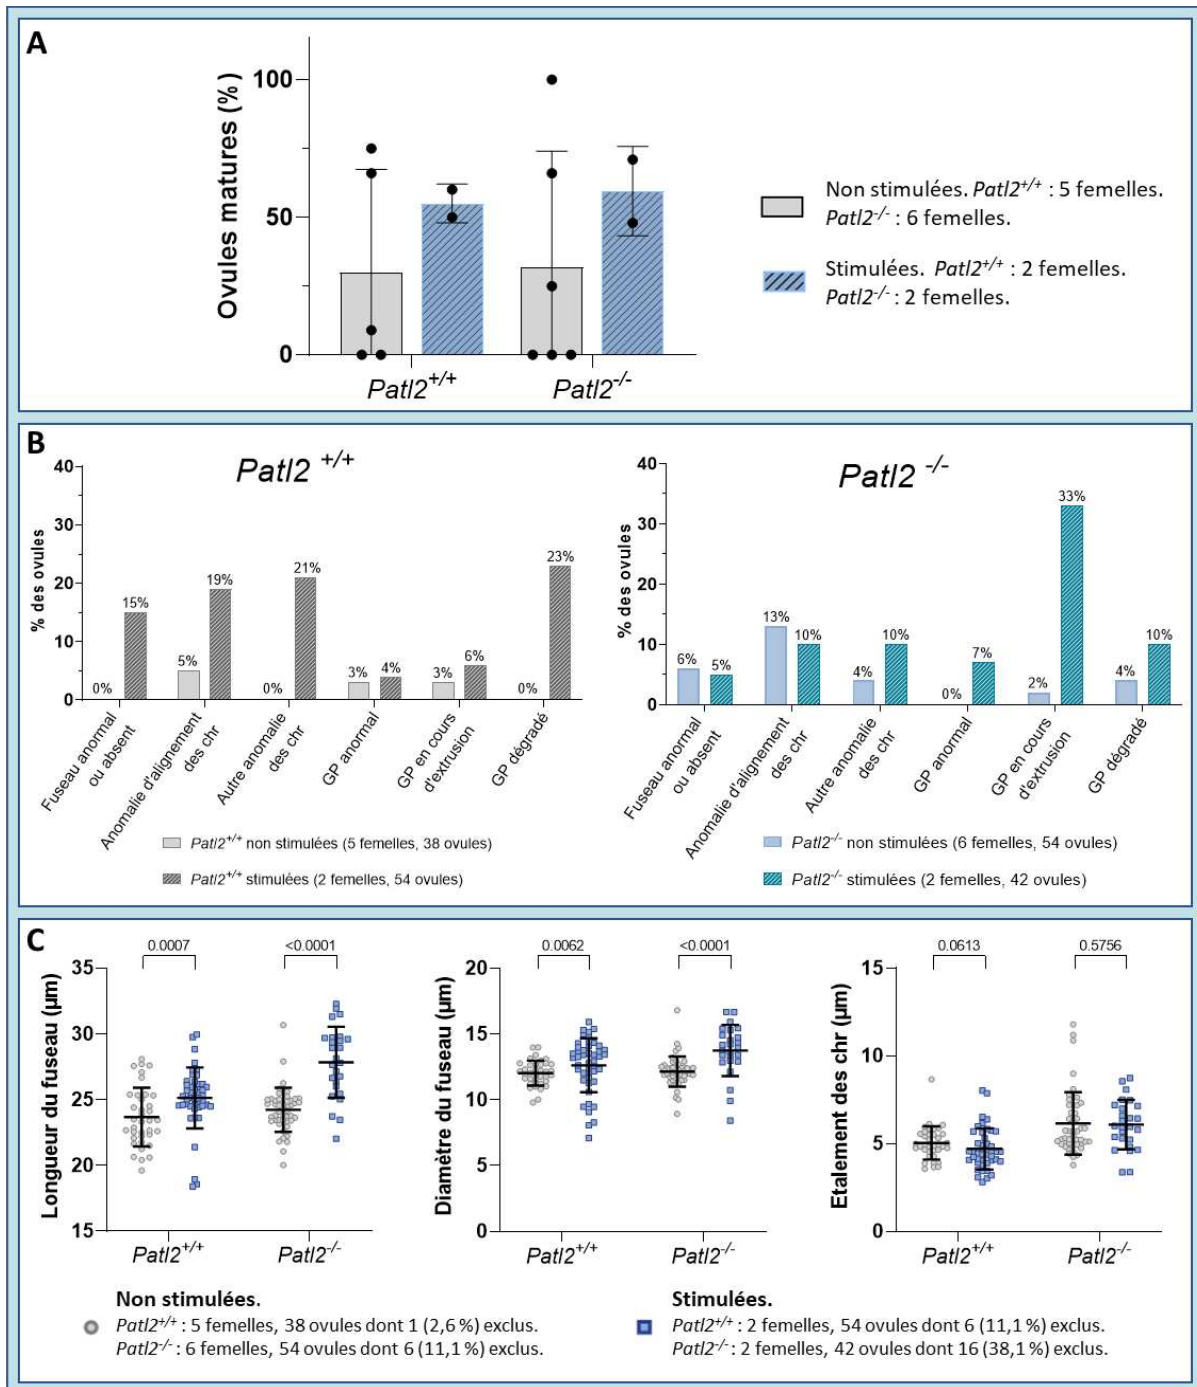 A
Ovules matures (%)
100
50
0
Patl2+/+
Patl2-/-
Non stimulées. Patl2+/+ : 5 femelles.
Patl2-/- : 6 femelles.
Stimulées. Patl2+/+ : 2 femelles.
Patl2-/- : 2 femelles.
B
Patl2 +/+
% des ovules
40
30
20
10
0
0%
15%
5%
19%
0%
21%
3%
4%
3%
6%
0%
23%
Fuseau anormal
ou absent
Anomalie d'alignement
des chr
Autre anomalie
des chr
GP anormal
GP en cours
d'extrusion
GP dégradé
Patl2+/+ non stimulées (5 femelles, 38 ovules)
Patl2+/+ stimulées (2 femelles, 54 ovules)
Patl2 -/-
% des ovules
40
30
20
10
0
6%
5%
13%
10%
4%
10%
0%
7%
2%
33%
4%
10%
Fuseau anormal
ou absent
Anomalie d'alignement
des chr
Autre anomalie
des chr
GP anormal
GP en cours
d'extrusion
GP dégradé
Patl2-/- non stimulées (6 femelles, 54 ovules)
Patl2-/- stimulées (2 femelles, 42 ovules)
C
Longueur du fuseau (µm)
35
30
25
20
15
0.0007
<0.0001
Patl2+/+
Patl2-/-
Diamètre du fuseau (µm)
20
15
10
5
0
0.0062
<0.0001
Patl2+/+
Patl2-/-
Etalement des chr (µm)
15
10
5
0
0.0613
0.5756
Patl2+/+
Patl2-/-
Non stimulées.
Patl2+/+ : 5 femelles, 38 ovules dont 1 (2,6 %) exclus.
Patl2-/- : 6 femelles, 54 ovules dont 6 (11,1 %) exclus.
Stimulées.
Patl2+/+ : 2 femelles, 54 ovules dont 6 (11,1 %) exclus.
Patl2-/- : 2 femelles, 42 ovules dont 16 (38,1 %) exclus.